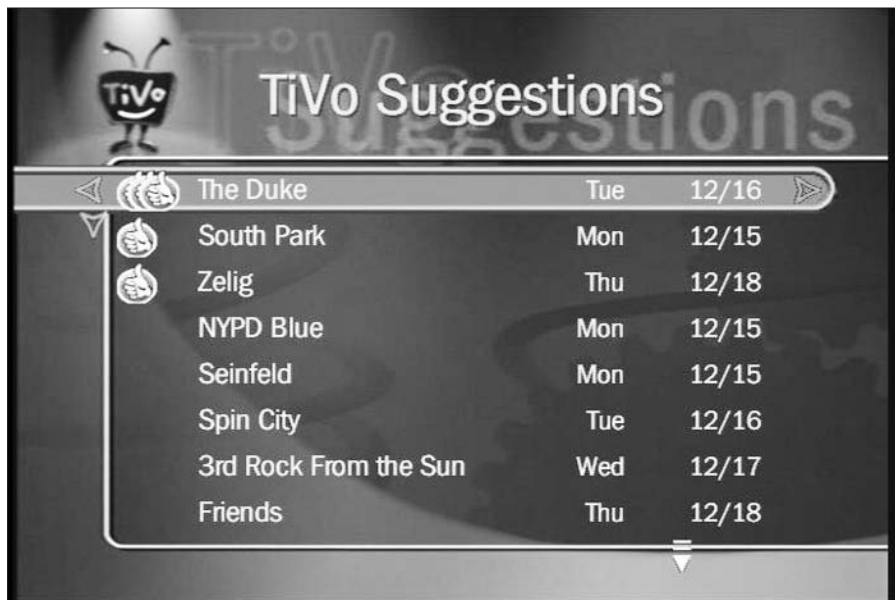 TiVo
TiVo Suggestions
TiVo
Suggestions
The Duke Tue 12/16
South Park Mon 12/15
Zelig Thu 12/18
NYPD Blue Mon 12/15
Seinfeld Mon 12/15
Spin City Tue 12/16
3rd Rock From the Sun Wed 12/17
Friends Thu 12/18